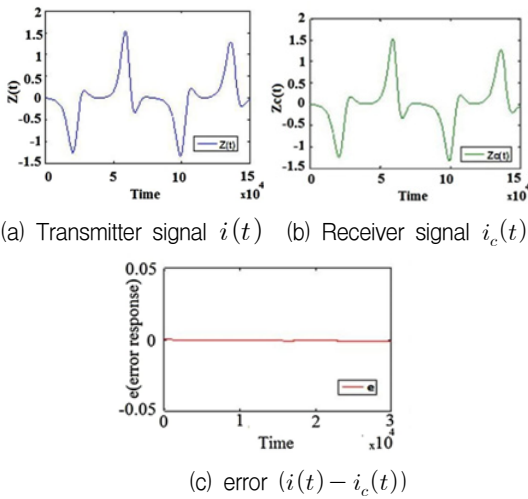 2
1.5
1
0.5
0
-0.5
-1
-1.5
Z(t)
Z(t)
0 5 10 15
Time
x10⁴
2
1.5
1
0.5
0
-0.5
-1
-1.5
Zc(t)
Zc(t)
0 5 10 15
Time
x10⁴
(a) Transmitter signal i(t) (b) Receiver signal i_c(t)
0.05
0
-0.05
e(error response)
e
0 1 2 3
Time
x10⁴
(c) error (i(t) − i_c(t))